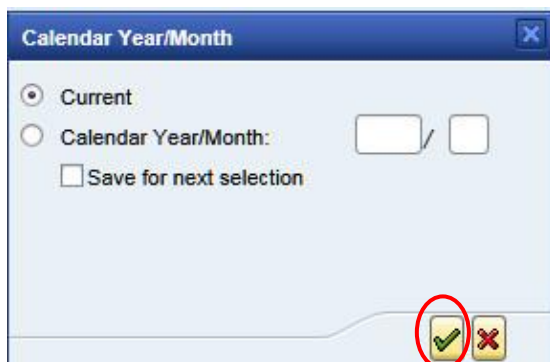 Calendar Year/Month
Current
Calendar Year/Month: /
Save for next selection